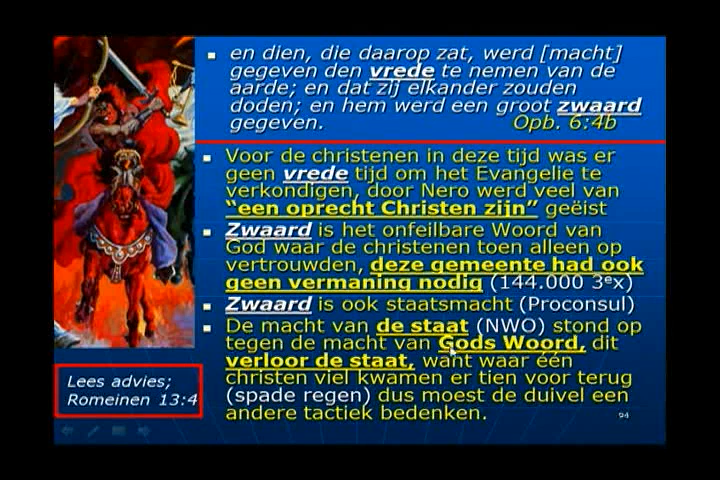 en dien, die daarop zat, werd [macht]
gegeven den vrede te nemen van de
aarde; en dat zij elkander zouden
doden; en hem werd een groot zwaard
gegeven. Opb. 6:4b
Voor de christenen in deze tijd was er
geen vrede tijd om het Evangelie te
verkondigen, door Nero werd veel van
“een oprecht Christen zijn” geëist
Zwaard is het onfeilbare Woord van
God waar de christenen toen alleen op
vertrouwden, deze gemeente had ook
geen vermaning nodig (144.000 3ex)
Zwaard is ook staatsmacht (Proconsul)
De macht van de staat (NWO) stond op
tegen de macht van Gods Woord, dit
verloor de staat, want waar één
christen viel kwamen er tien voor terug
(spade regen) dus moest de duivel een
andere tactiek bedenken.
Lees advies;
Romeinen 13:4
94